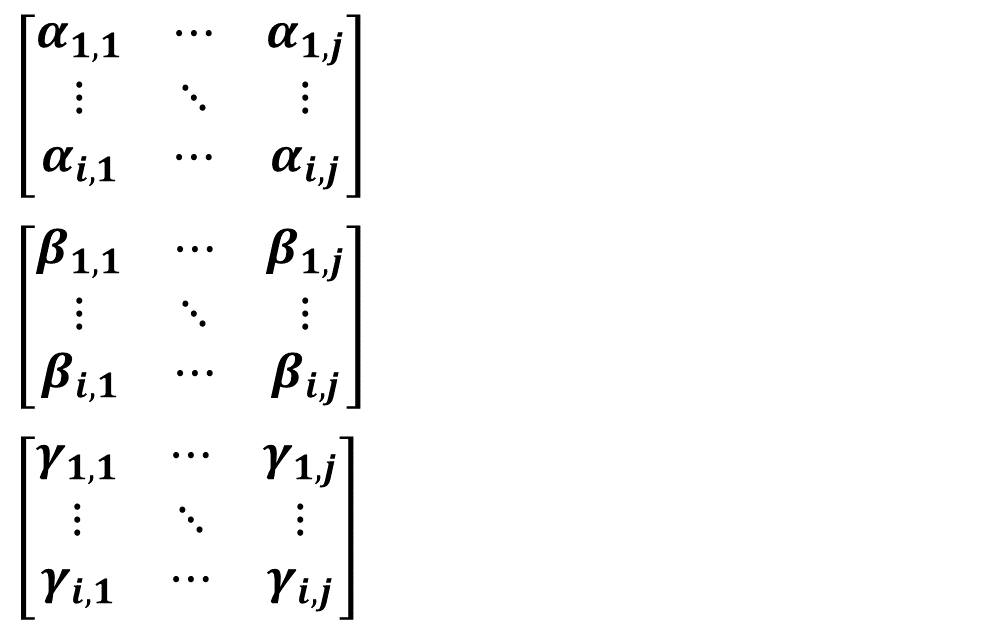 α1,1 ⋯ α1,j
⋮ ⋱ ⋮
αi,1 ⋯ αi,j
β1,1 ⋯ β1,j
⋮ ⋱ ⋮
βi,1 ⋯ βi,j
γ1,1 ⋯ γ1,j
⋮ ⋱ ⋮
γi,1 ⋯ γi,j